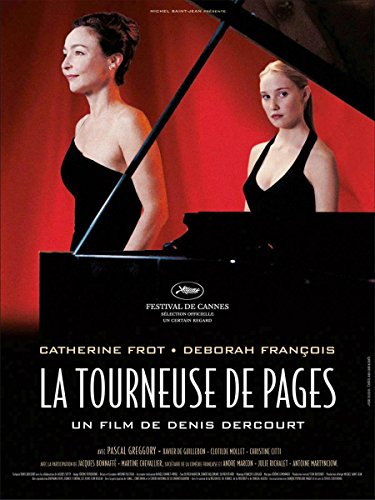 MICHEL SAINT-JEAN PRÉSENTE
FESTIVAL DE CANNES
SÉLECTION OFFICIELLE
UN CERTAIN REGARD
CATHERINE FROT • DEBORAH FRANÇOIS
LA TOURNEUSE DE PAGES
UN FILM DE DENIS DERCOURT
AVEC PASCAL GREGGORY • XAVIER DE GUILLEBON • CLOTILDE MOLLET • CHRISTINE CITTI
AVEC LA PARTICIPATION DE JACQUES BONNAFFÉ • MARTINE CHEVALLIER, SOCIÉTAIRE DE LA COMÉDIE FRANÇAISE ET ANDRÉ MARCON • JULIE RICHALET • ANTOINE MARTYNCIOW.